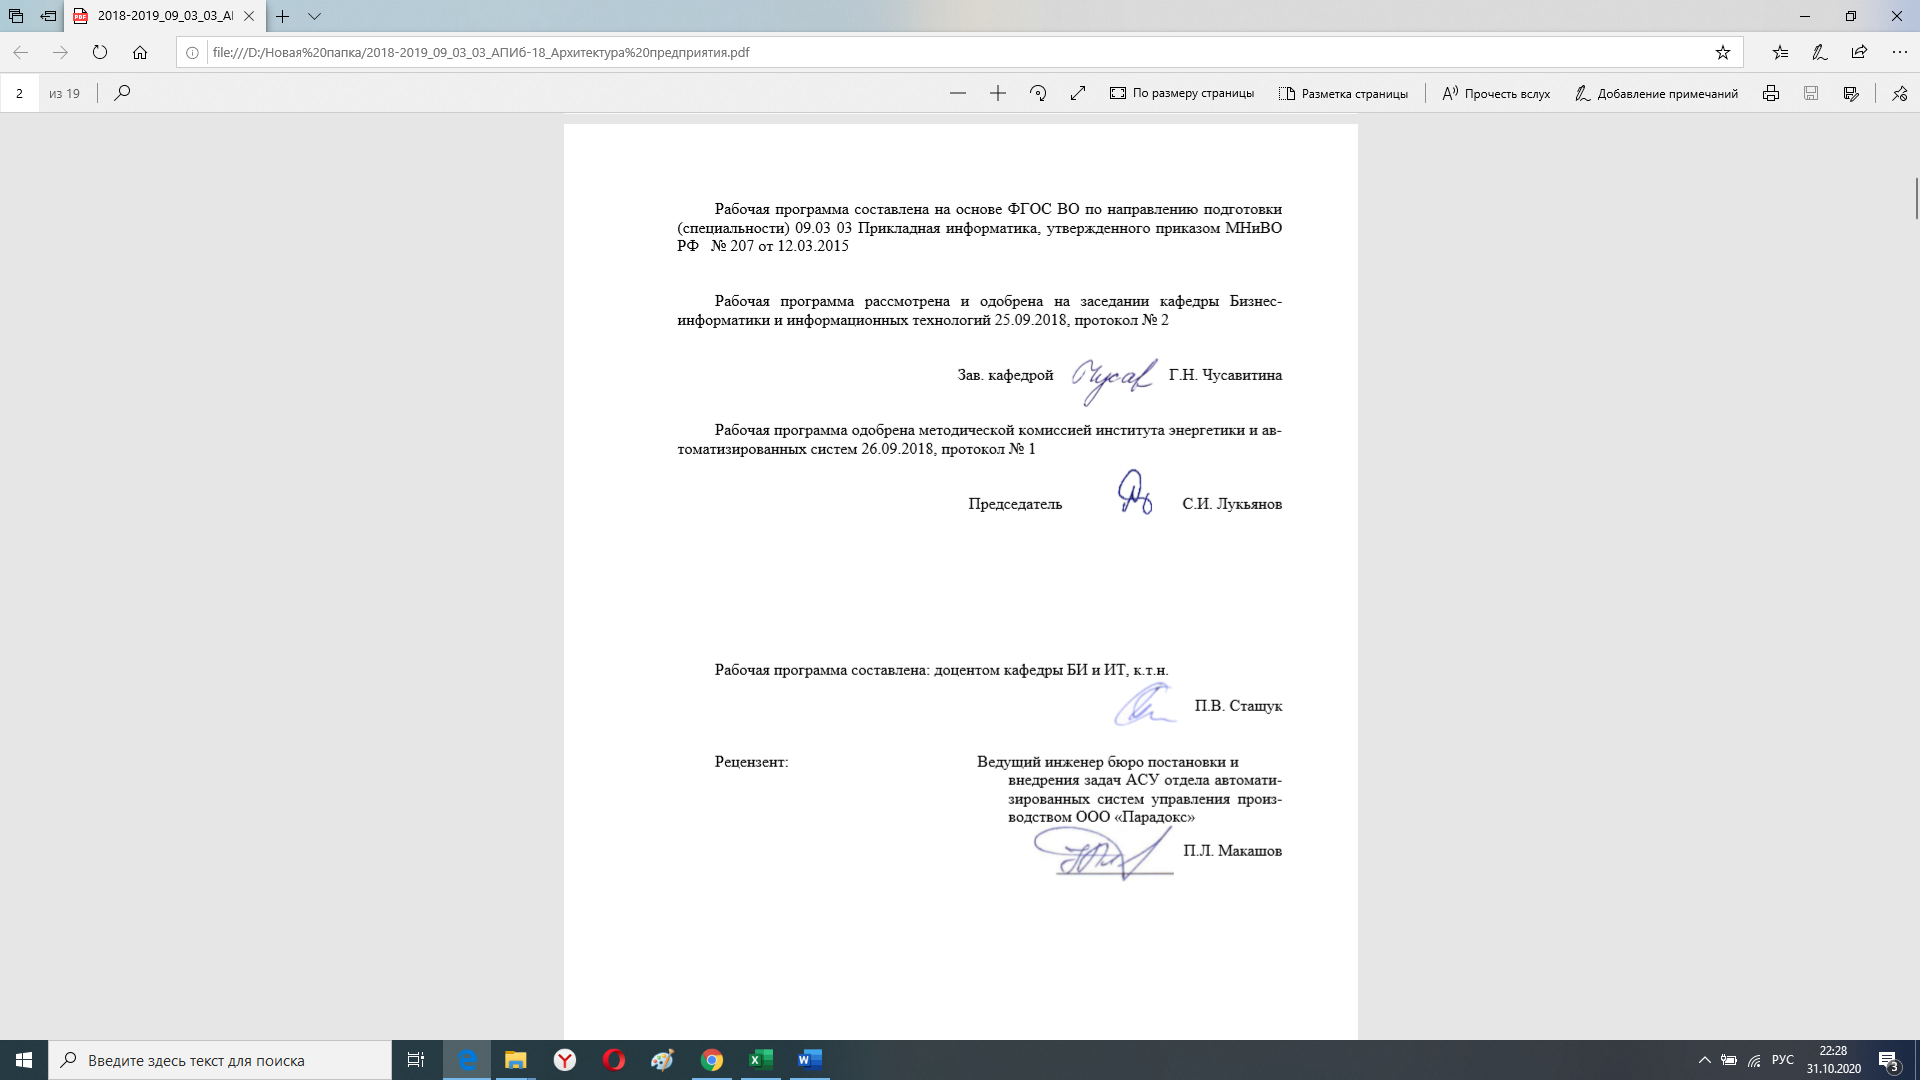 2018-2019_09_03_03_АП
file:///D:/Новая%20папка/2018-2019_09_03_03_АПИб-18_Архитектура%20предприятия.pdf
2 из 19
По размеру страницы
Разметка страницы
Прочесть вслух
Добавление примечаний
Рабочая программа составлена на основе ФГОС ВО по направлению подготовки
(специальности) 09.03 03 Прикладная информатика, утвержденного приказом МНиВО
РФ № 207 от 12.03.2015
Рабочая программа рассмотрена и одобрена на заседании кафедры Бизнес-
информатики и информационных технологий 25.09.2018, протокол № 2
Зав. кафедрой Чусав Г.Н. Чусавитина
Рабочая программа одобрена методической комиссией института энергетики и ав-
томатизированных систем 26.09.2018, протокол № 1
Председатель С.И. Лукьянов
Рабочая программа составлена: доцентом кафедры БИ и ИТ, к.т.н.
П.В. Сташук
Рецензент: Ведущий инженер бюро постановки и
внедрения задач АСУ отдела автомати-
зированных систем управления произ-
водством ООО «Парадокс»
П.Л. Макашов
Введите здесь текст для поиска
РУС
22:28
31.10.2020
3